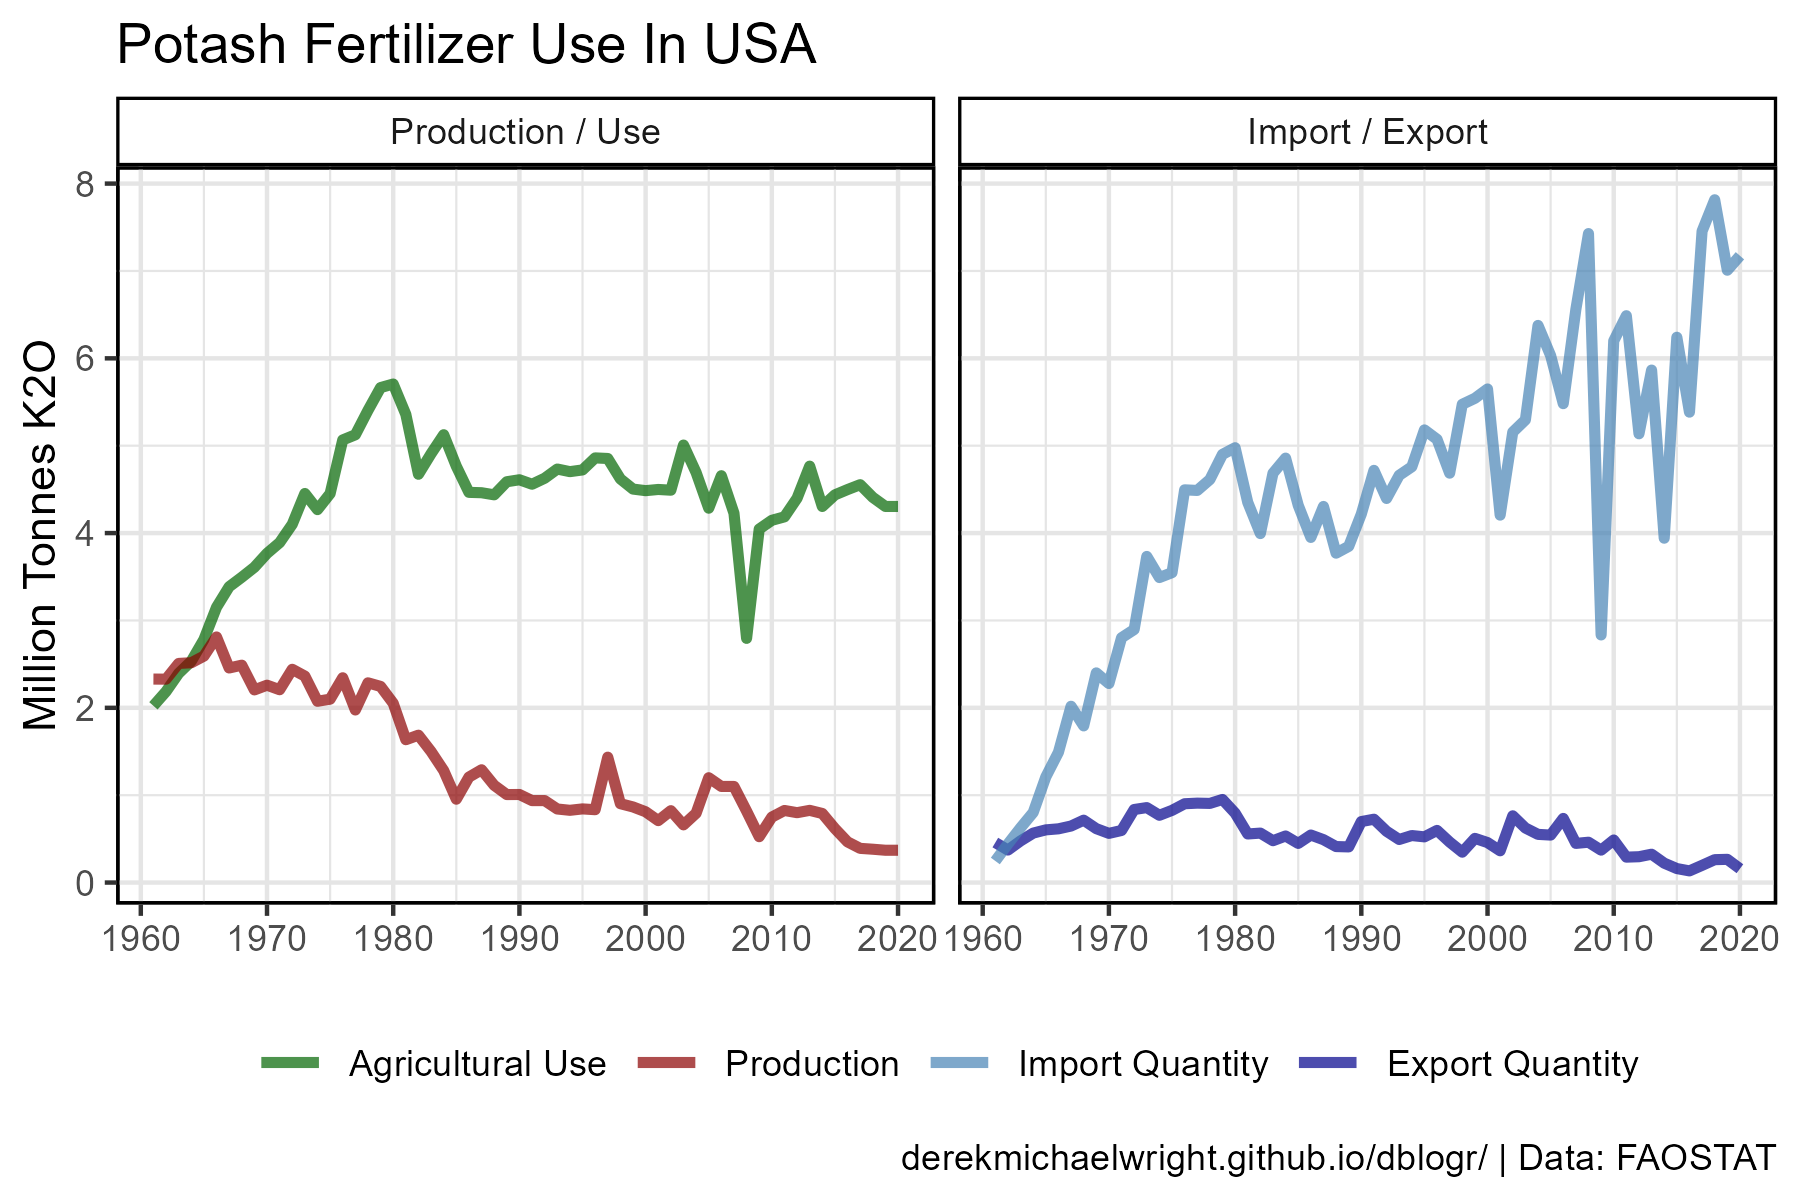 Potash Fertilizer Use In USA
Production / Use
Import / Export
Million Tonnes K2O
8
6
4
2
0
1960 1970 1980 1990 2000 2010 2020
1960 1970 1980 1990 2000 2010 2020
Agricultural Use Production Import Quantity Export Quantity
derekmichaelwright.github.io/dblogr/ | Data: FAOSTAT